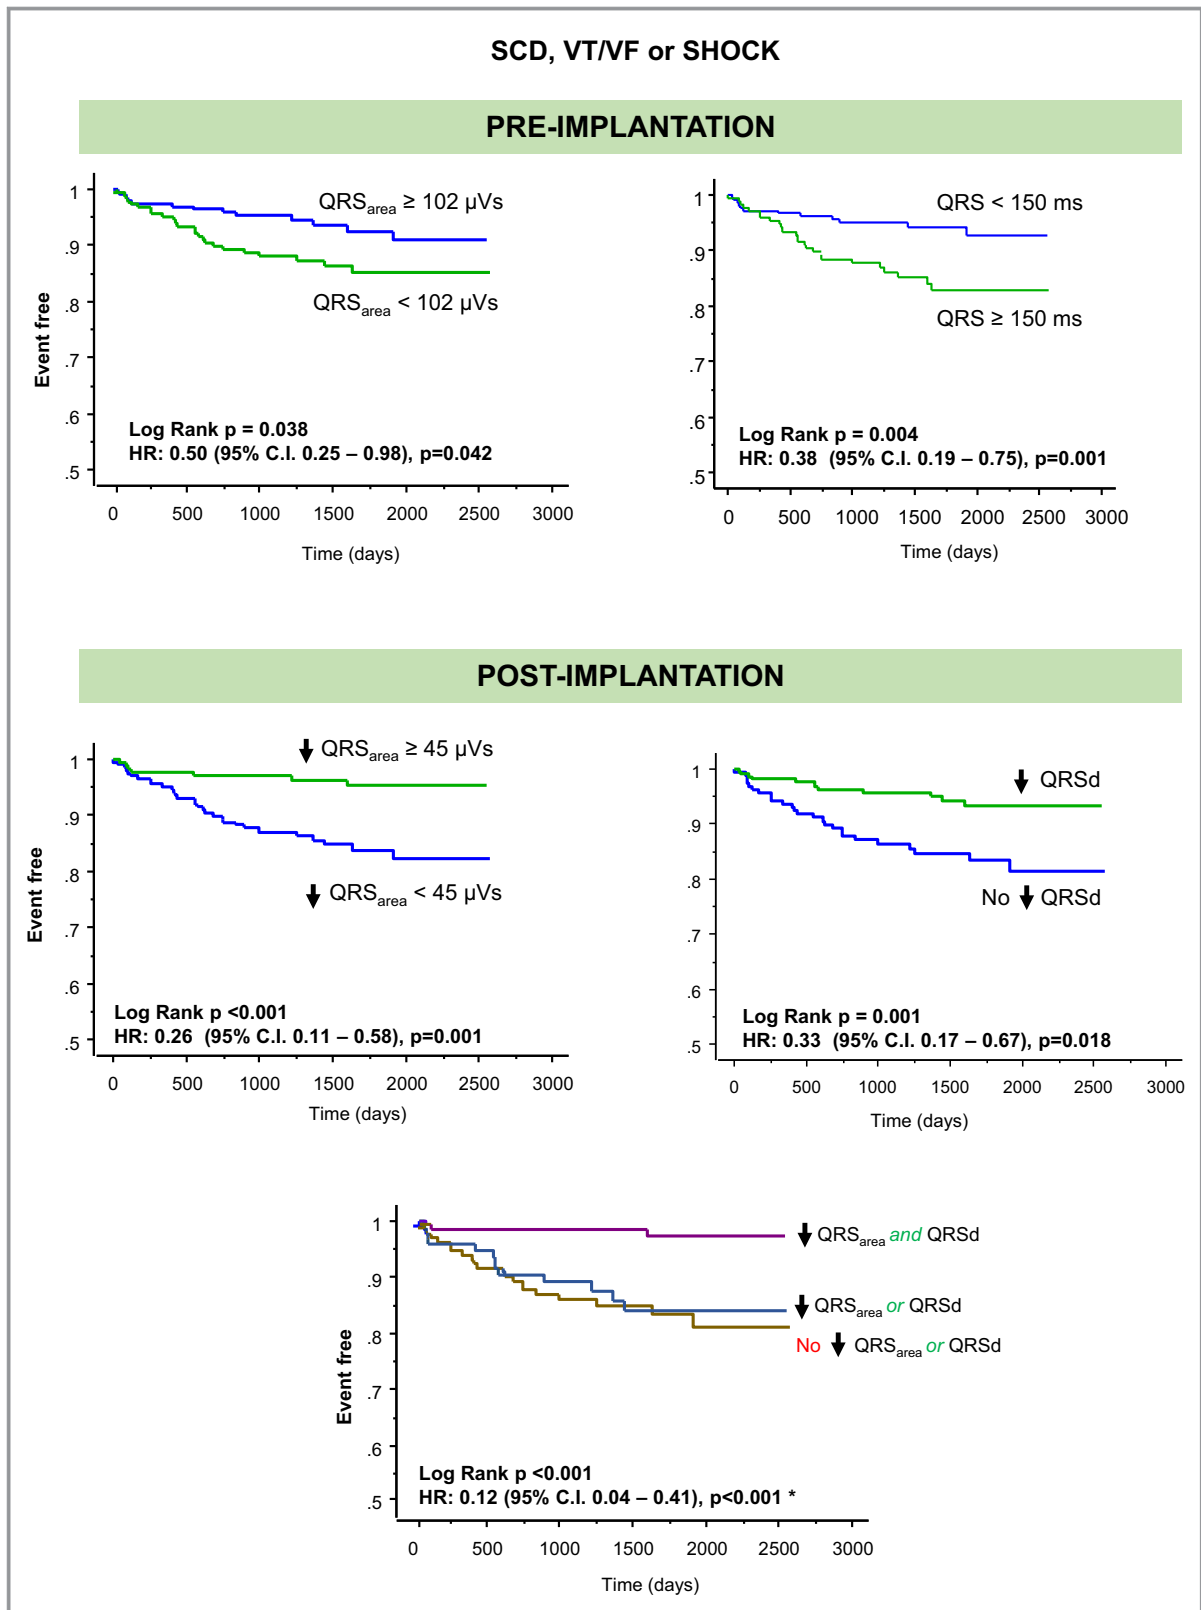 SCD, VT/VF or SHOCK
PRE-IMPLANTATION
1
.9
.8
.7
.6
.5
Event free
QRSarea ≥ 102 µVs
QRSarea < 102 µVs
Log Rank p = 0.038
HR: 0.50 (95% C.I. 0.25 – 0.98), p=0.042
0 500 1000 1500 2000 2500 3000
Time (days)
1
.9
.8
.7
.6
.5
QRS < 150 ms
QRS ≥ 150 ms
Log Rank p = 0.004
HR: 0.38 (95% C.I. 0.19 – 0.75), p=0.001
0 500 1000 1500 2000 2500 3000
Time (days)
POST-IMPLANTATION
1
.9
.8
.7
.6
.5
Event free
↓ QRSarea ≥ 45 µVs
↓ QRSarea < 45 µVs
Log Rank p <0.001
HR: 0.26 (95% C.I. 0.11 – 0.58), p=0.001
0 500 1000 1500 2000 2500 3000
Time (days)
1
.9
.8
.7
.6
.5
↓ QRSd
No ↓ QRSd
Log Rank p = 0.001
HR: 0.33 (95% C.I. 0.17 – 0.67), p=0.018
0 500 1000 1500 2000 2500 3000
Time (days)
1
.9
.8
.7
.6
.5
Event free
↓ QRSarea and QRSd
↓ QRSarea or QRSd
No ↓ QRSarea or QRSd
Log Rank p <0.001
HR: 0.12 (95% C.I. 0.04 – 0.41), p<0.001 *
0 500 1000 1500 2000 2500 3000
Time (days)